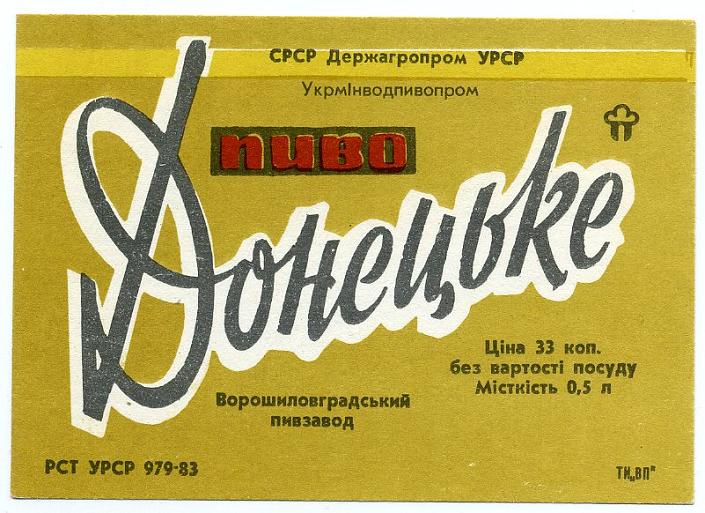 СРСР Держагропром УРСР
УкрмІнводпивопром
пиво
Донецьке
Ціна 33 коп.
без вартості посуду
Місткість 0,5 л
Ворошиловградський
пивзавод
РСТ УРСР 979-83
ТИ„ВП"